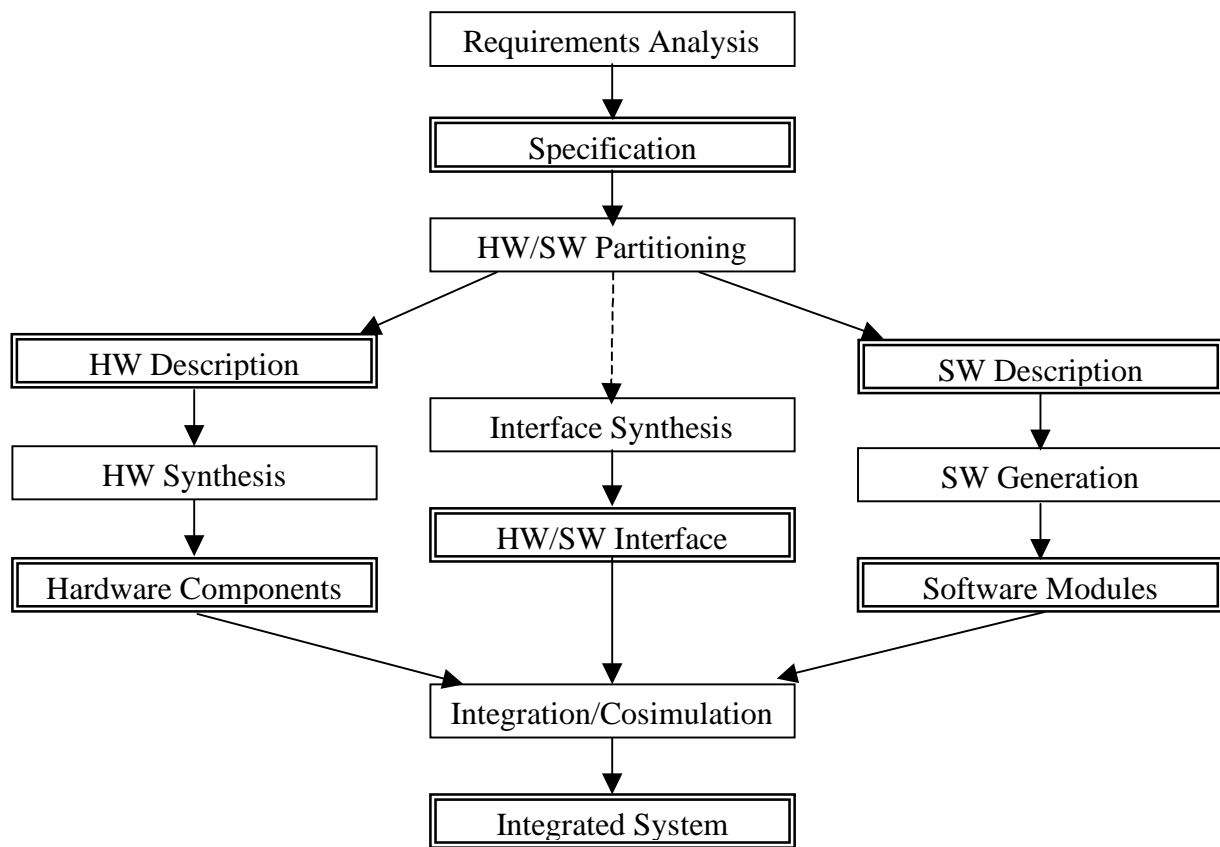 Requirements Analysis
Specification
HW/SW Partitioning
HW Description
SW Description
Interface Synthesis
HW Synthesis
SW Generation
HW/SW Interface
Hardware Components
Software Modules
Integration/Cosimulation
Integrated System